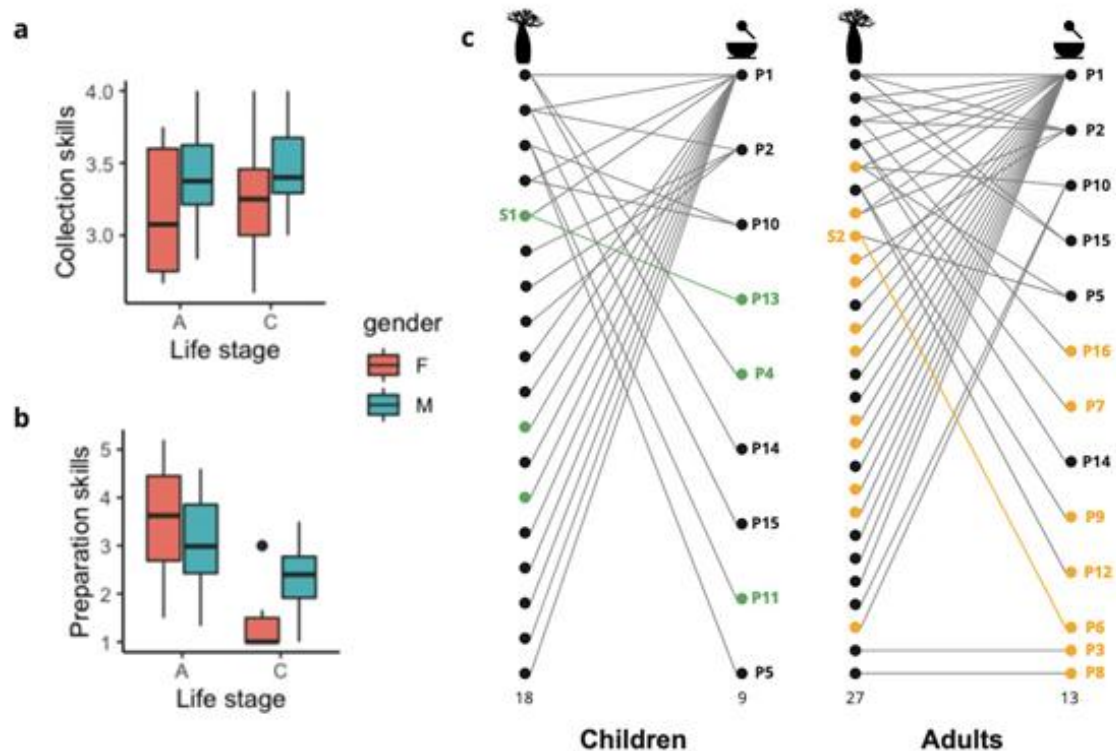 a
Collection skills
4.0
3.5
3.0
A C
Life stage
gender
F
M
b
Preparation skills
5
4
3
2
1
A C
Life stage
c
P1
P2
P10
S1
P13
P4
P14
P15
P11
P5
18 9
Children
P1
P2
P10
P15
S2
P5
P16
P7
P14
P9
P12
P6
P3
P8
27 13
Adults